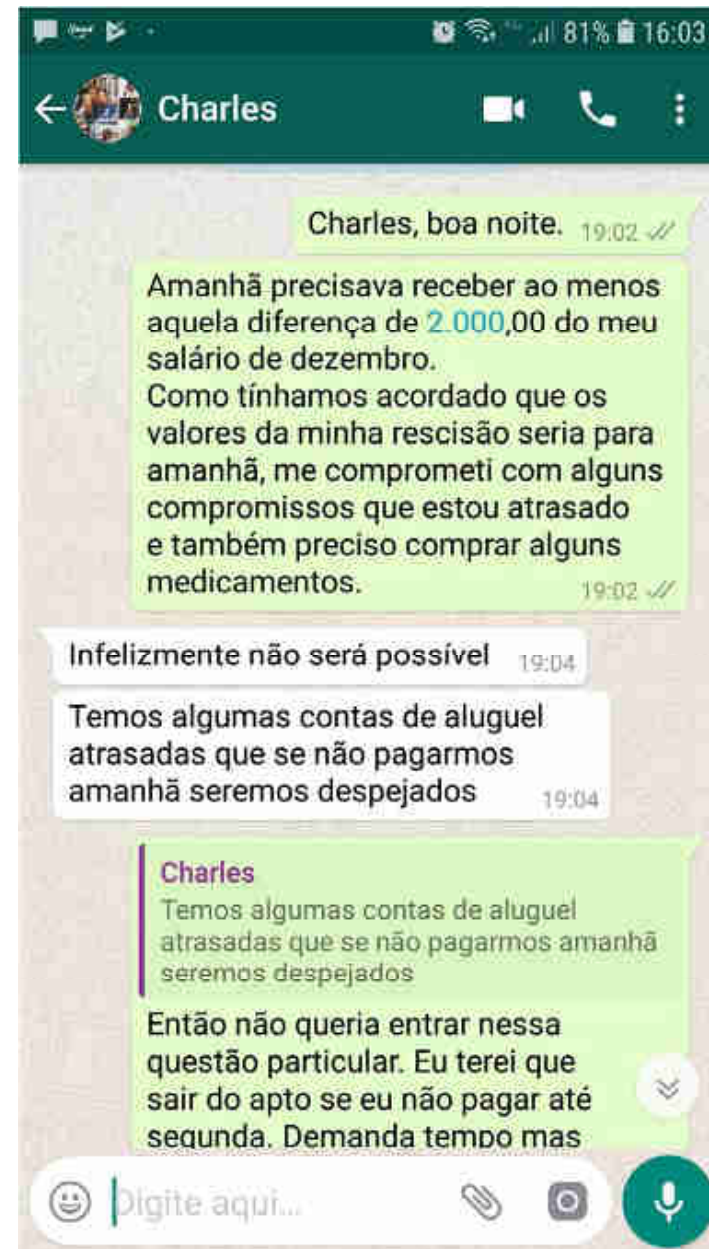 81% 16:03
Charles
Charles, boa noite. 19:02
Amanhã precisava receber ao menos
aquela diferença de 2.000,00 do meu
salário de dezembro.
Como tínhamos acordado que os
valores da minha rescisão seria para
amanhã, me comprometi com alguns
compromissos que estou atrasado
e também preciso comprar alguns
medicamentos. 19:02
Infelizmente não será possível 19:04
Temos algumas contas de aluguel
atrasadas que se não pagarmos
amanhã seremos despejados 19:04
Charles
Temos algumas contas de aluguel
atrasadas que se não pagarmos amanhã
seremos despejados
Então não queria entrar nessa
questão particular. Eu terei que
sair do apto se eu não pagar até
segunda. Demanda tempo mas
Digite aqui...